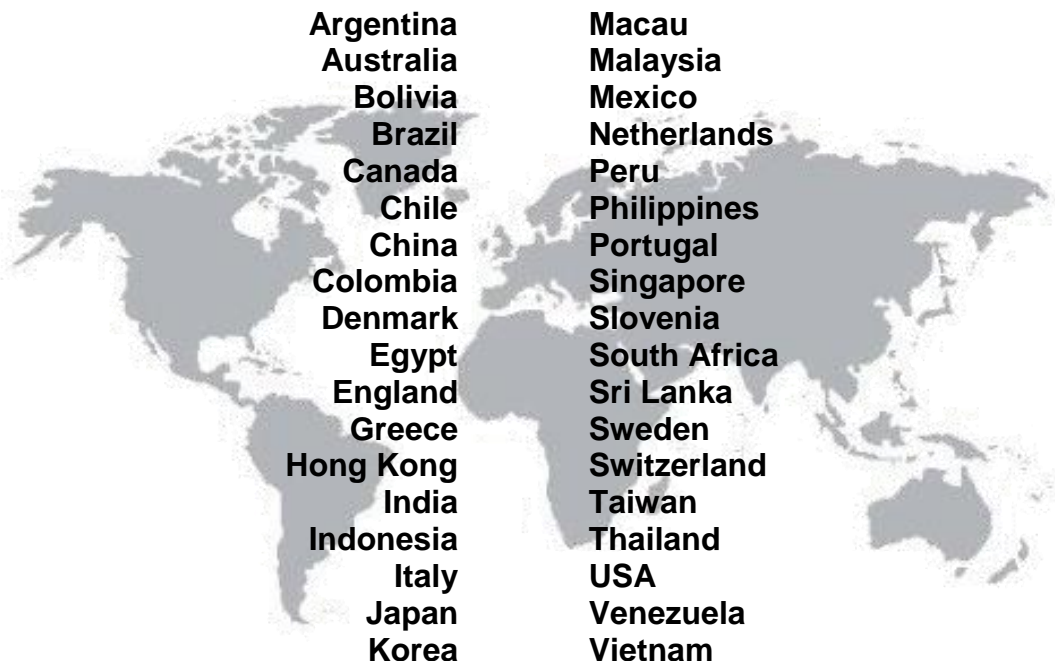 Argentina
Australia
Bolivia
Brazil
Canada
Chile
China
Colombia
Denmark
Egypt
England
Greece
Hong Kong
India
Indonesia
Italy
Japan
Korea
Macau
Malaysia
Mexico
Netherlands
Peru
Philippines
Portugal
Singapore
Slovenia
South Africa
Sri Lanka
Sweden
Switzerland
Taiwan
Thailand
USA
Venezuela
Vietnam